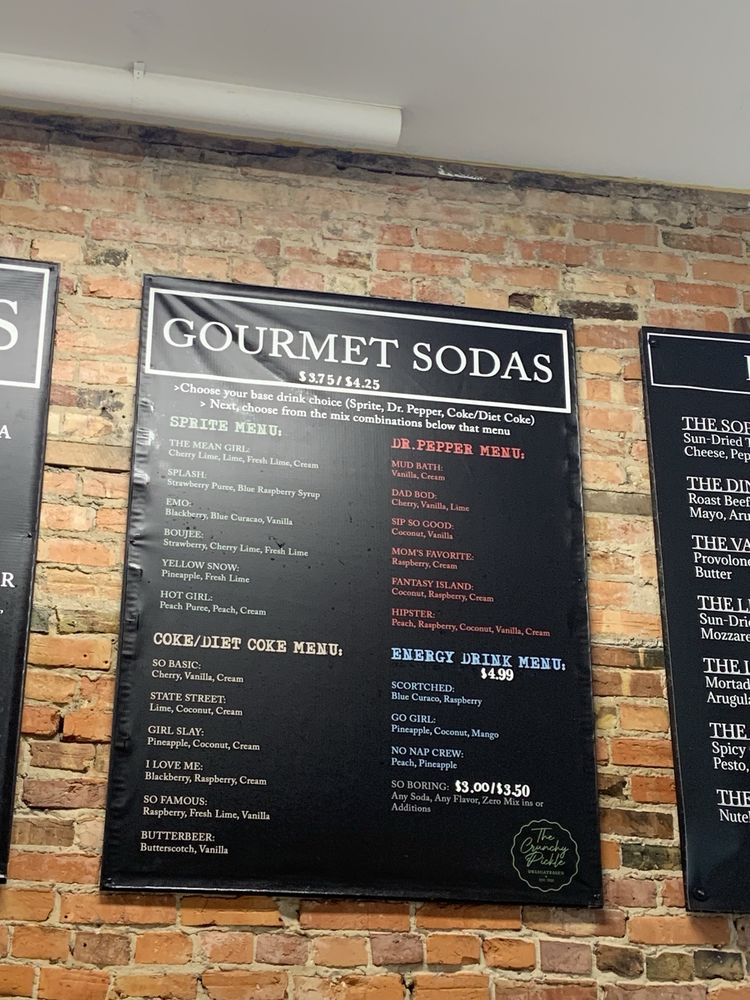 S
A
R
GOURMET SODAS
$3.75/$4.25
>Choose your base drink choice (Sprite, Dr. Pepper, Coke/Diet Coke)
> Next, choose from the mix combinations below that menu
SPRITE MENU:
THE MEAN GIRL:
Cherry Lime, Lime, Fresh Lime, Cream
SPLASH:
Strawberry Puree, Blue Raspberry Syrup
EMO:
Blackberry, Blue Curacao, Vanilla
BOUJEE:
Strawberry, Cherry Lime, Fresh Lime
YELLOW SNOW:
Pineapple, Fresh Lime
HOT GIRL:
Peach Puree, Peach, Cream
COKE/DIET COKE MENU:
SO BASIC:
Cherry, Vanilla, Cream
STATE STREET:
Lime, Coconut, Cream
GIRL SLAY:
Pineapple, Coconut, Cream
I LOVE ME:
Blackberry, Raspberry, Cream
SO FAMOUS:
Raspberry, Fresh Lime, Vanilla
BUTTERBEER:
Butterscotch, Vanilla
DR.PEPPER MENU:
MUD BATH:
Vanilla, Cream
DAD BOD:
Cherry, Vanilla, Lime
SIP SO GOOD:
Coconut, Vanilla
MOM'S FAVORITE:
Raspberry, Cream
FANTASY ISLAND:
Coconut, Raspberry, Cream
HIPSTER:
Peach, Raspberry, Coconut, Vanilla, Cream
ENERGY DRINK MENU:
$4.99
SCORTCHED:
Blue Curaco, Raspberry
GO GIRL:
Pineapple, Coconut, Mango
NO NAP CREW:
Peach, Pineapple
SO BORING: $3.00/$3.50
Any Soda, Any Flavor, Zero Mix ins or
Additions
The
Crunchy
Pickle
DELICATESSEN
THE SOP
Sun-Dried T
Cheese, Pep
THE DIN
Roast Beef
Mayo, Aru
THE VA
Provolone
Butter
THE L
Sun-Drie
Mozzare
THE I
Mortad
Arugula
THE
Spicy
Pesto,
THE
Nutel